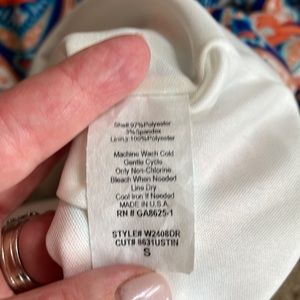 Shell:97%Polyester
3%Spandex
Lining:100%Polyester
Machine Wach Cold
Gentle Cycle
Only Non-Chlorine
Bleach When Needed
Line Dry
Cool Iron if Needed
MADE IN U.S.A.
RN # GA8625-1
STYLE# W2408DR
CUT# 8631USTIN
S